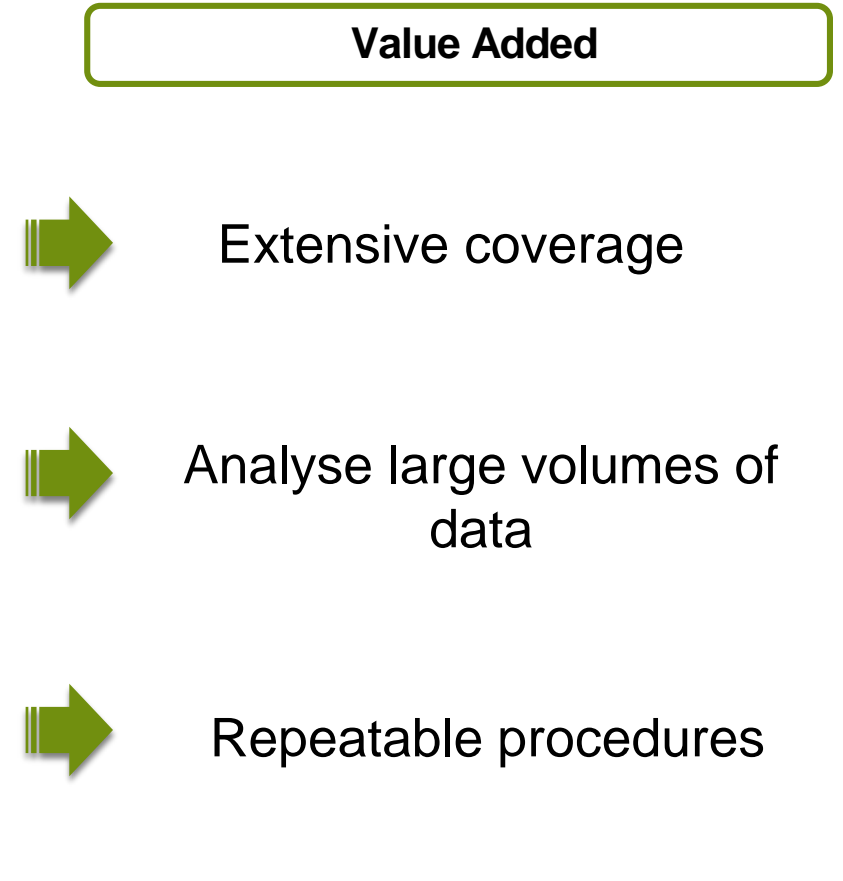 Value Added
Extensive coverage
Analyse large volumes of
data
Repeatable procedures